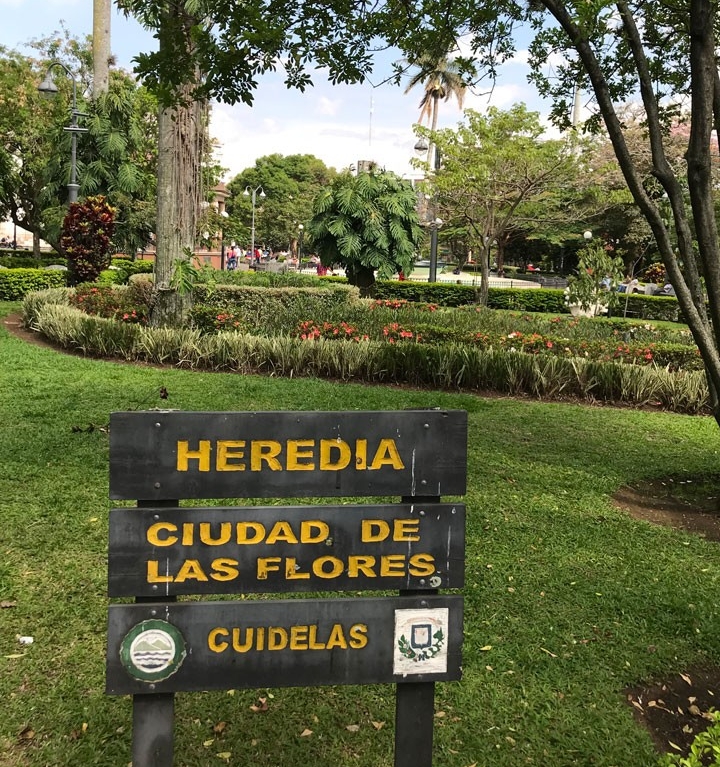 HEREDIA
CIUDAD DE
LAS FLORES
CUIDELAS